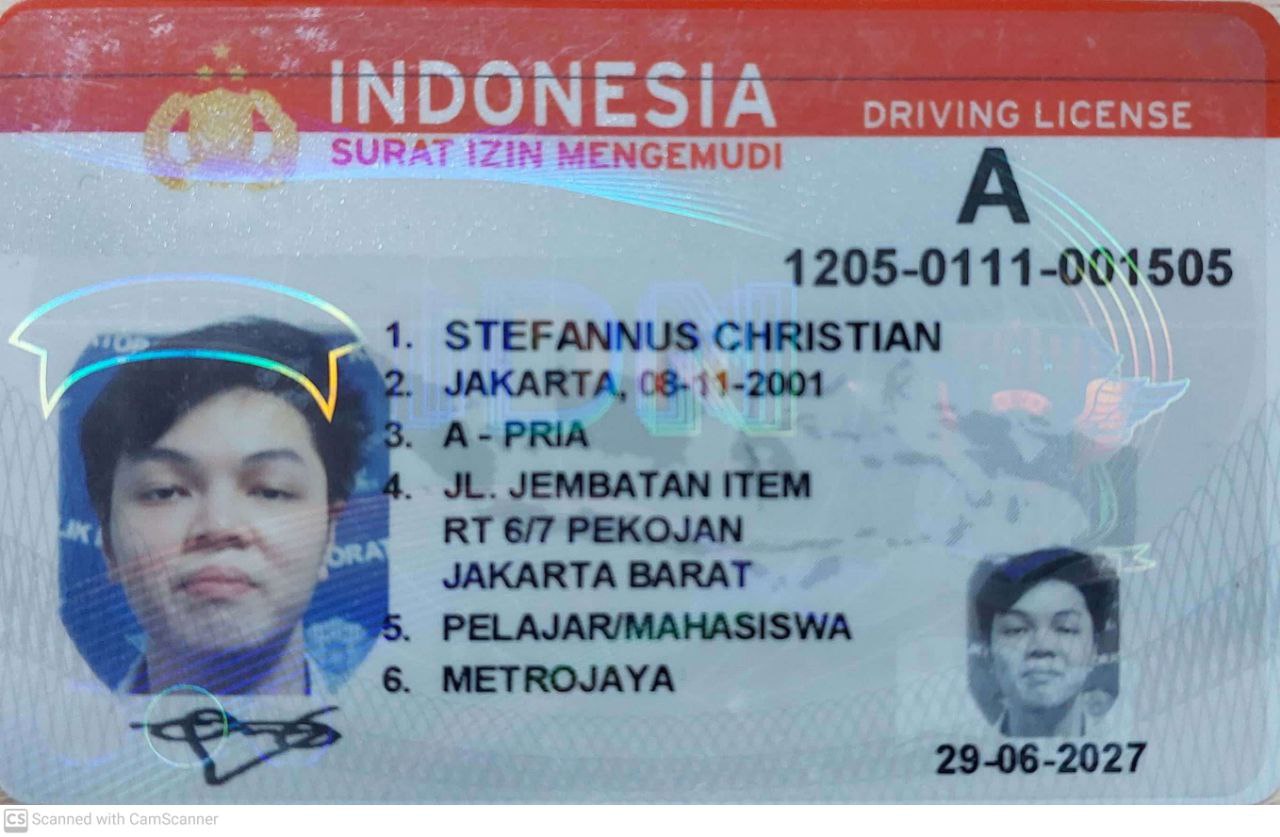 INDONESIA
DRIVING LICENSE
SURAT IZIN MENGEMUDI
A
1205-0111-001505
1. STEFANNUS CHRISTIAN
2. JAKARTA, 08-11-2001
3. A - PRIA
4. JL. JEMBATAN ITEM
RT 6/7 PEKOJAN
JAKARTA BARAT
5. PELAJAR/MAHASISWA
6. METROJAYA
29-06-2027
CS Scanned with CamScanner